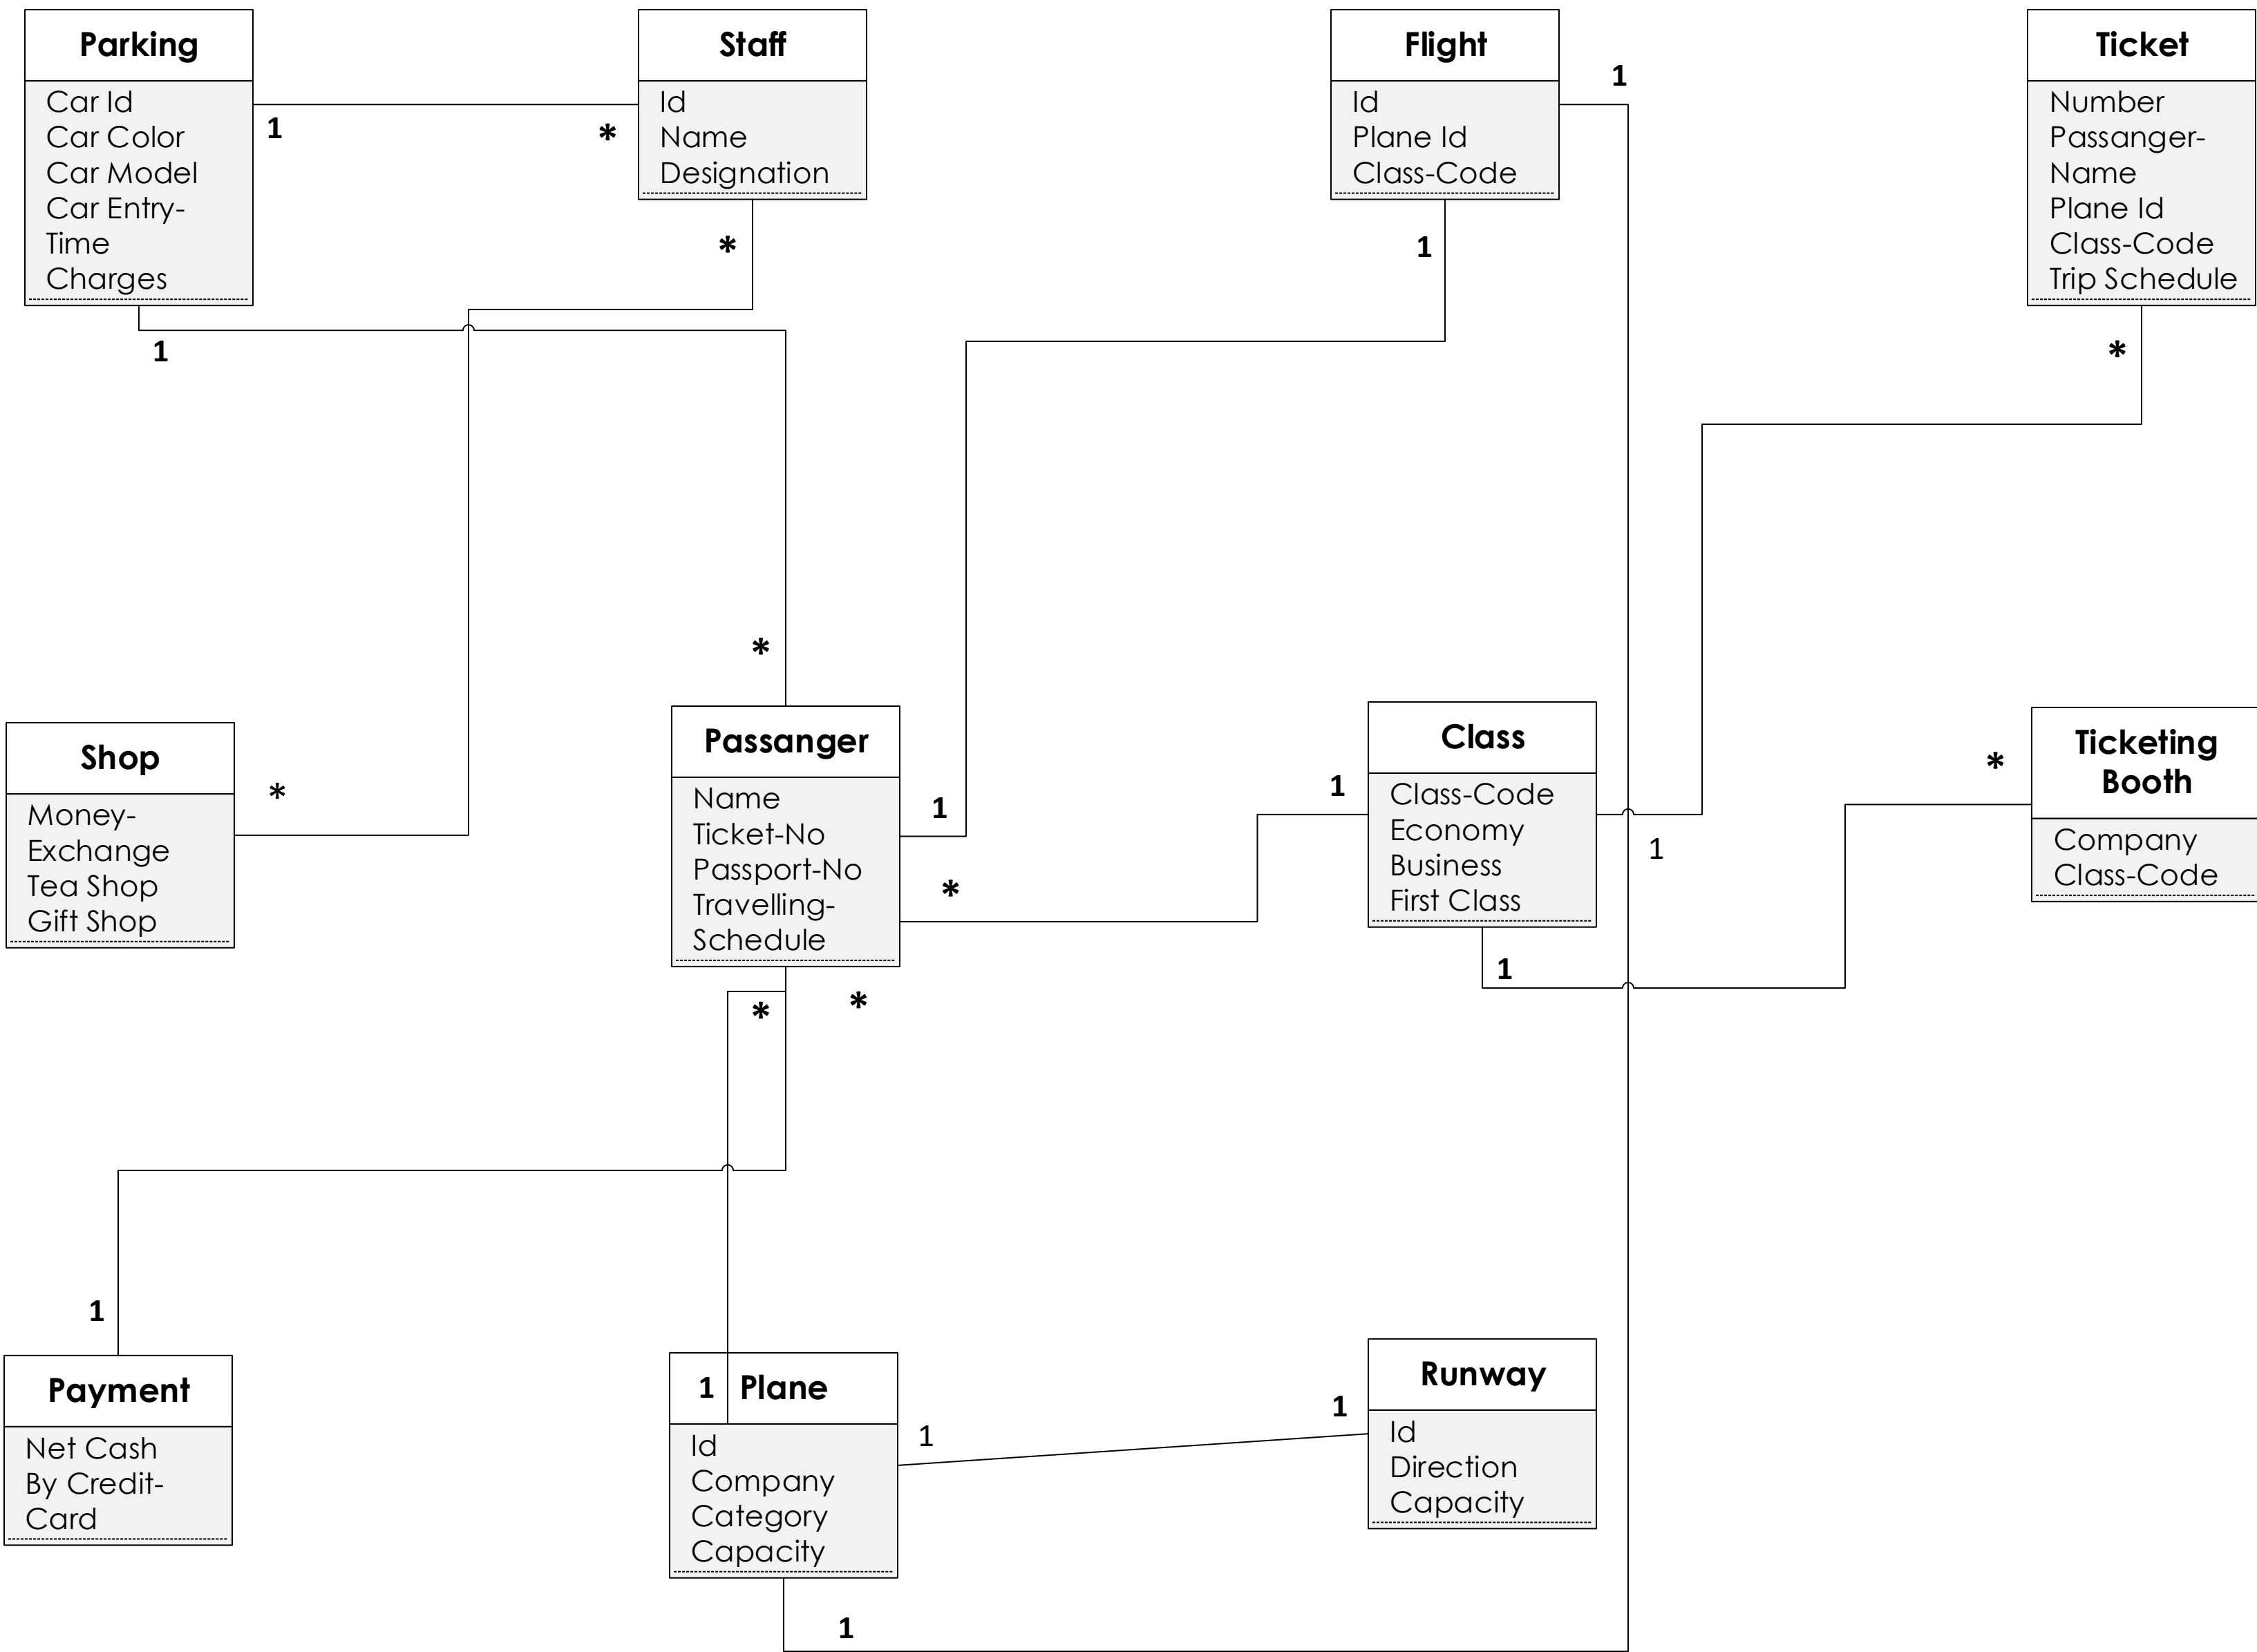 Parking
Car Id
Car Color
Car Model
Car Entry-
Time
Charges
1
1
Staff
Id
Name
Designation
*
*
Flight
Id
Plane Id
Class-Code
1
1
Ticket
Number
Passanger-
Name
Plane Id
Class-Code
Trip Schedule
*
Shop
Money-
Exchange
Tea Shop
Gift Shop
*
*
Passanger
Name
Ticket-No
Passport-No
Travelling-
Schedule
1
*
*
*
Class
Class-Code
Economy
Business
First Class
1
1
1
Ticketing
Booth
Company
Class-Code
*
1
Payment
Net Cash
By Credit-
Card
1 Plane
Id
Company
Category
Capacity
1
1
1
Runway
Id
Direction
Capacity